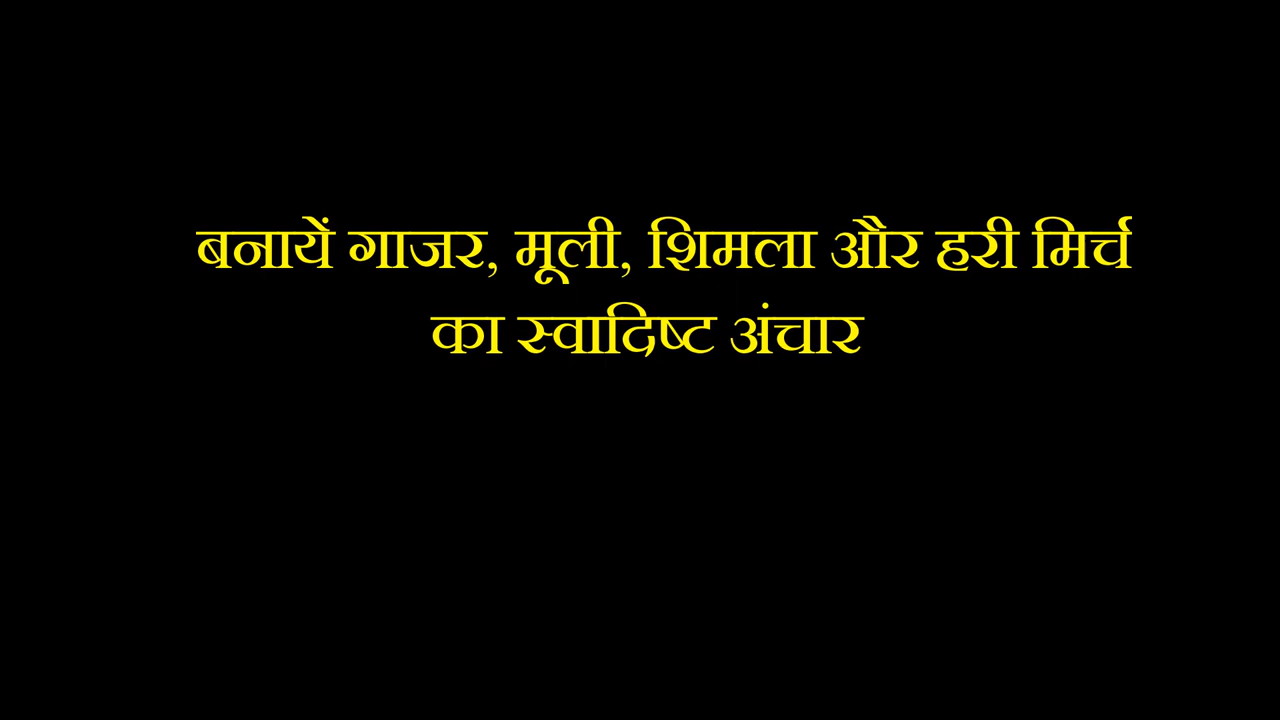 बनायें गाजर, मूली, शिमला और हरी मिर्च
का स्वादिष्ट अंचार